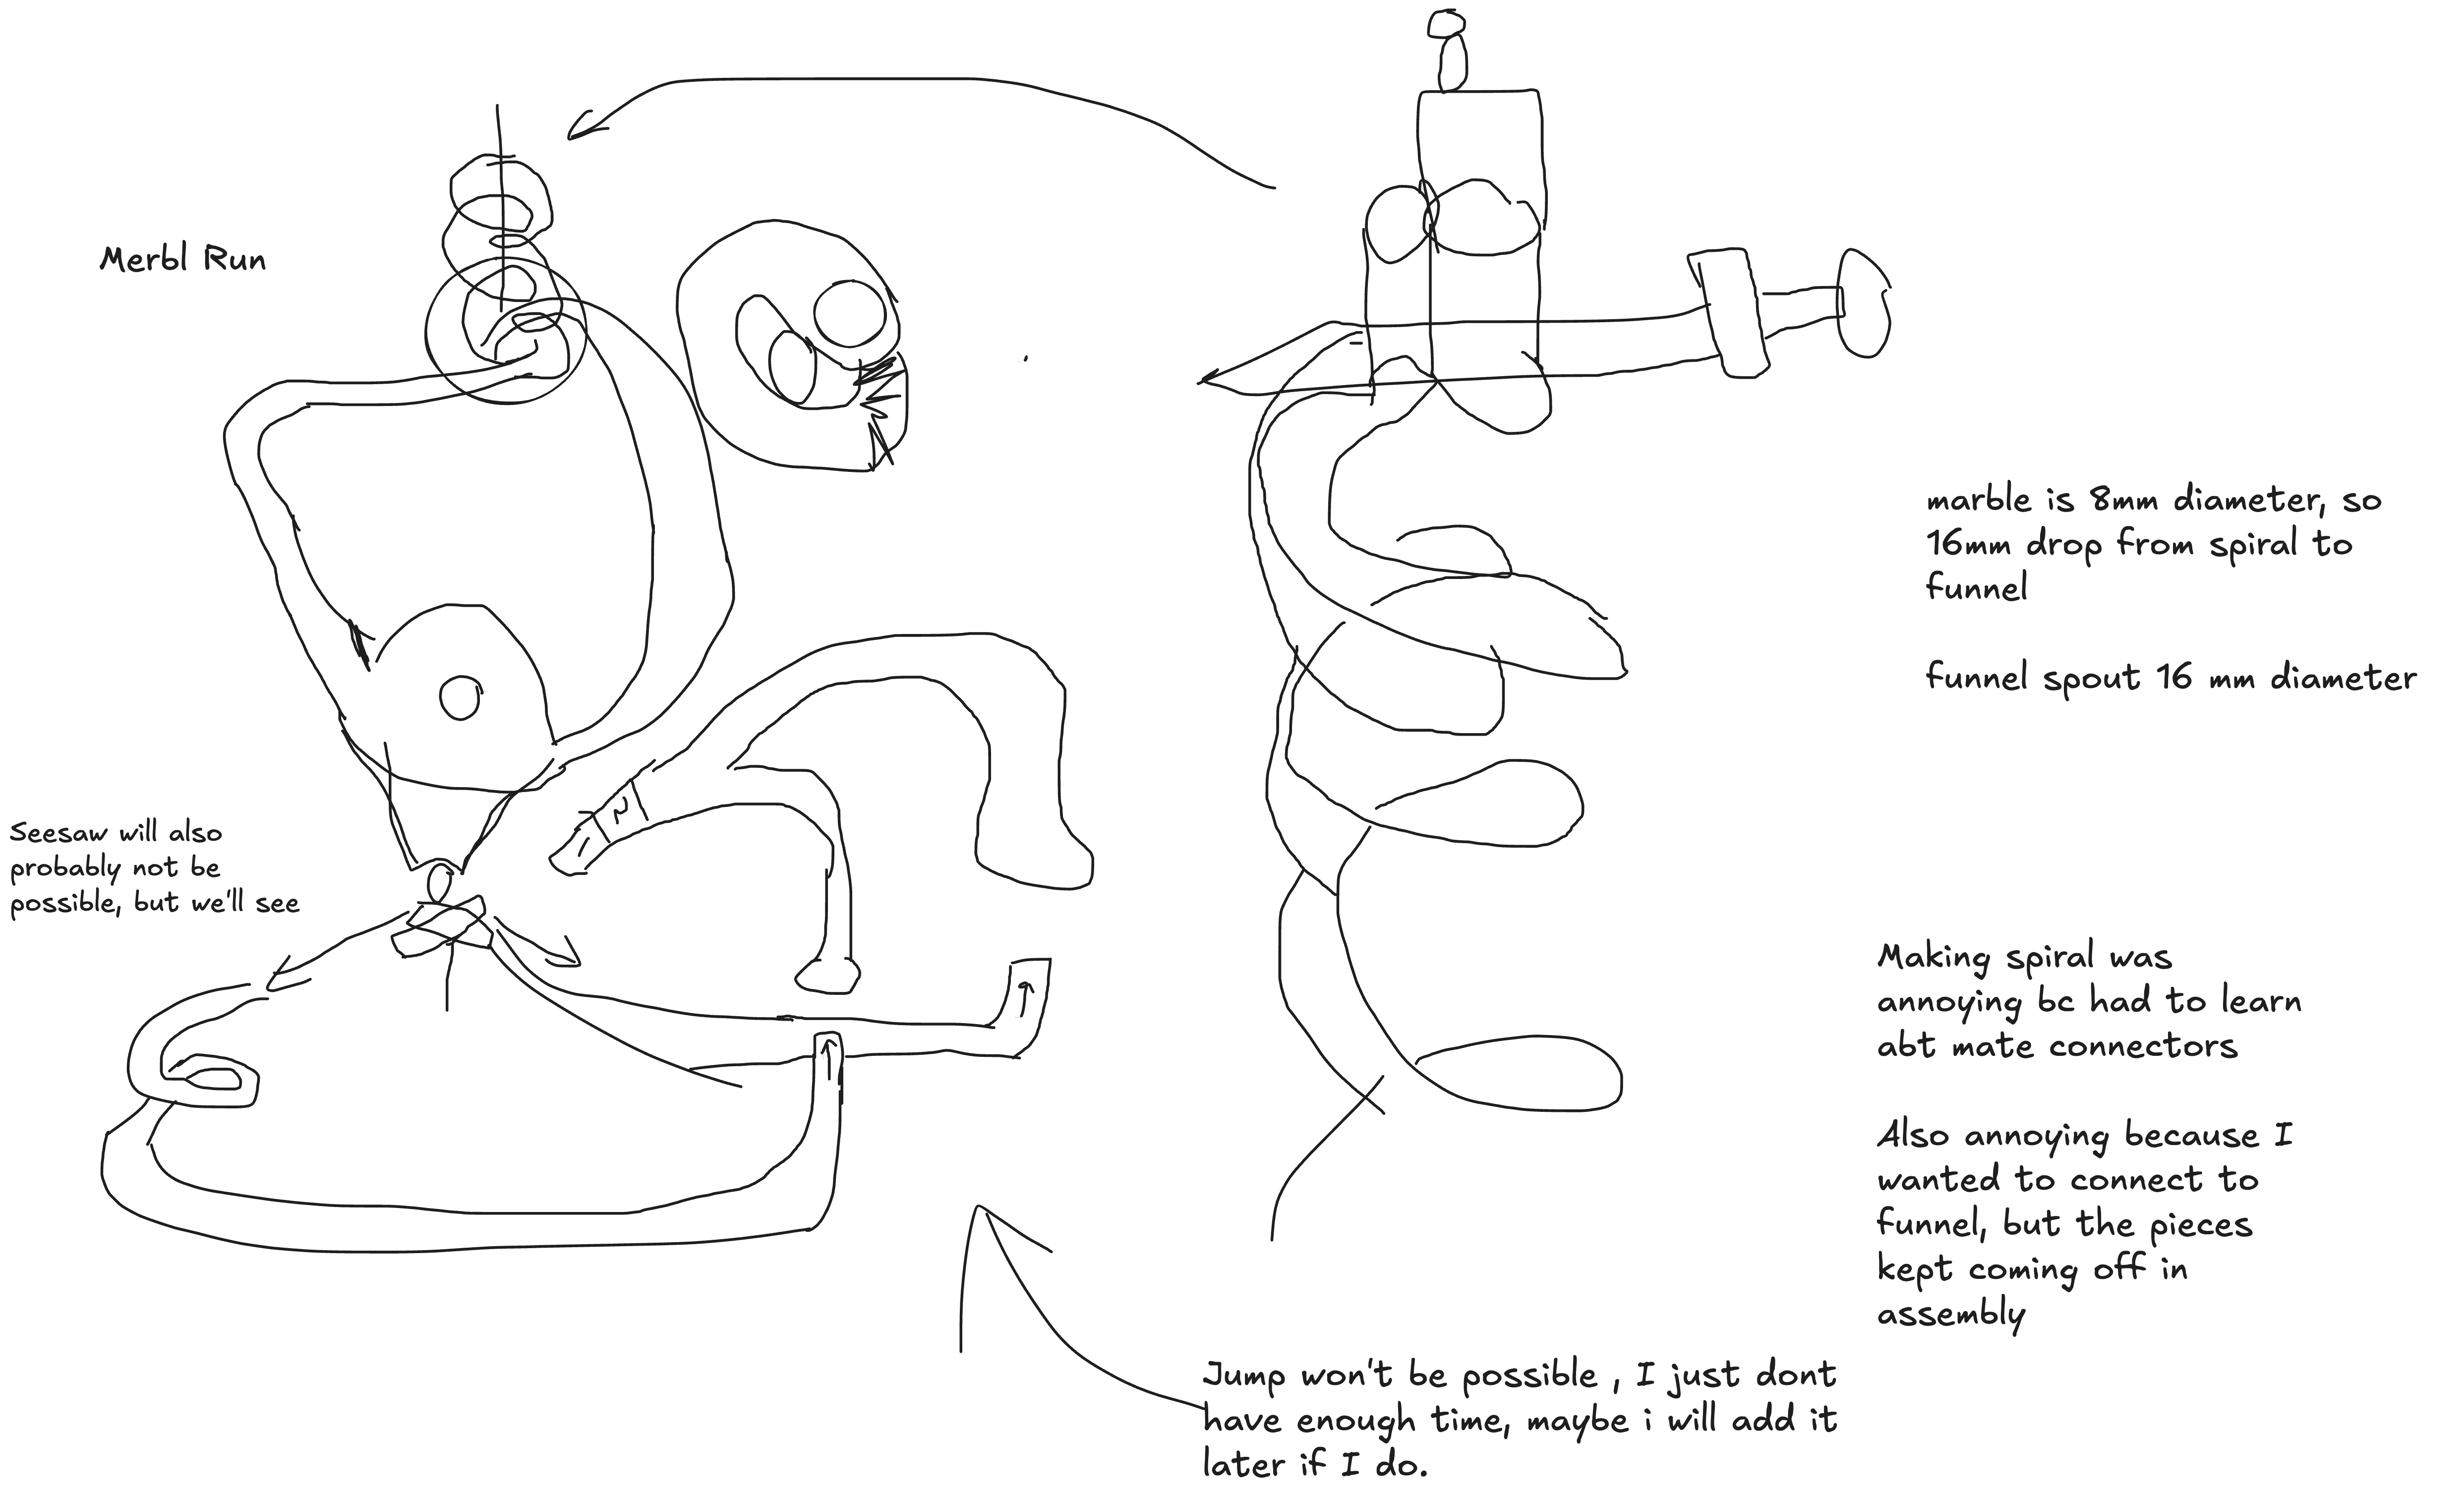 Merbl Run
marble is 8mm diameter, so
16mm drop from spiral to
funnel
funnel spout 16 mm diameter
Seesaw will also
probably not be
possible, but we'll see
Making spiral was
annoying bc had to learn
abt mate connectors
Also annoying because I
wanted to connect to
funnel, but the pieces
kept coming off in
assembly
Jump won't be possible , I just dont
have enough time, maybe i will add it
later if I do.